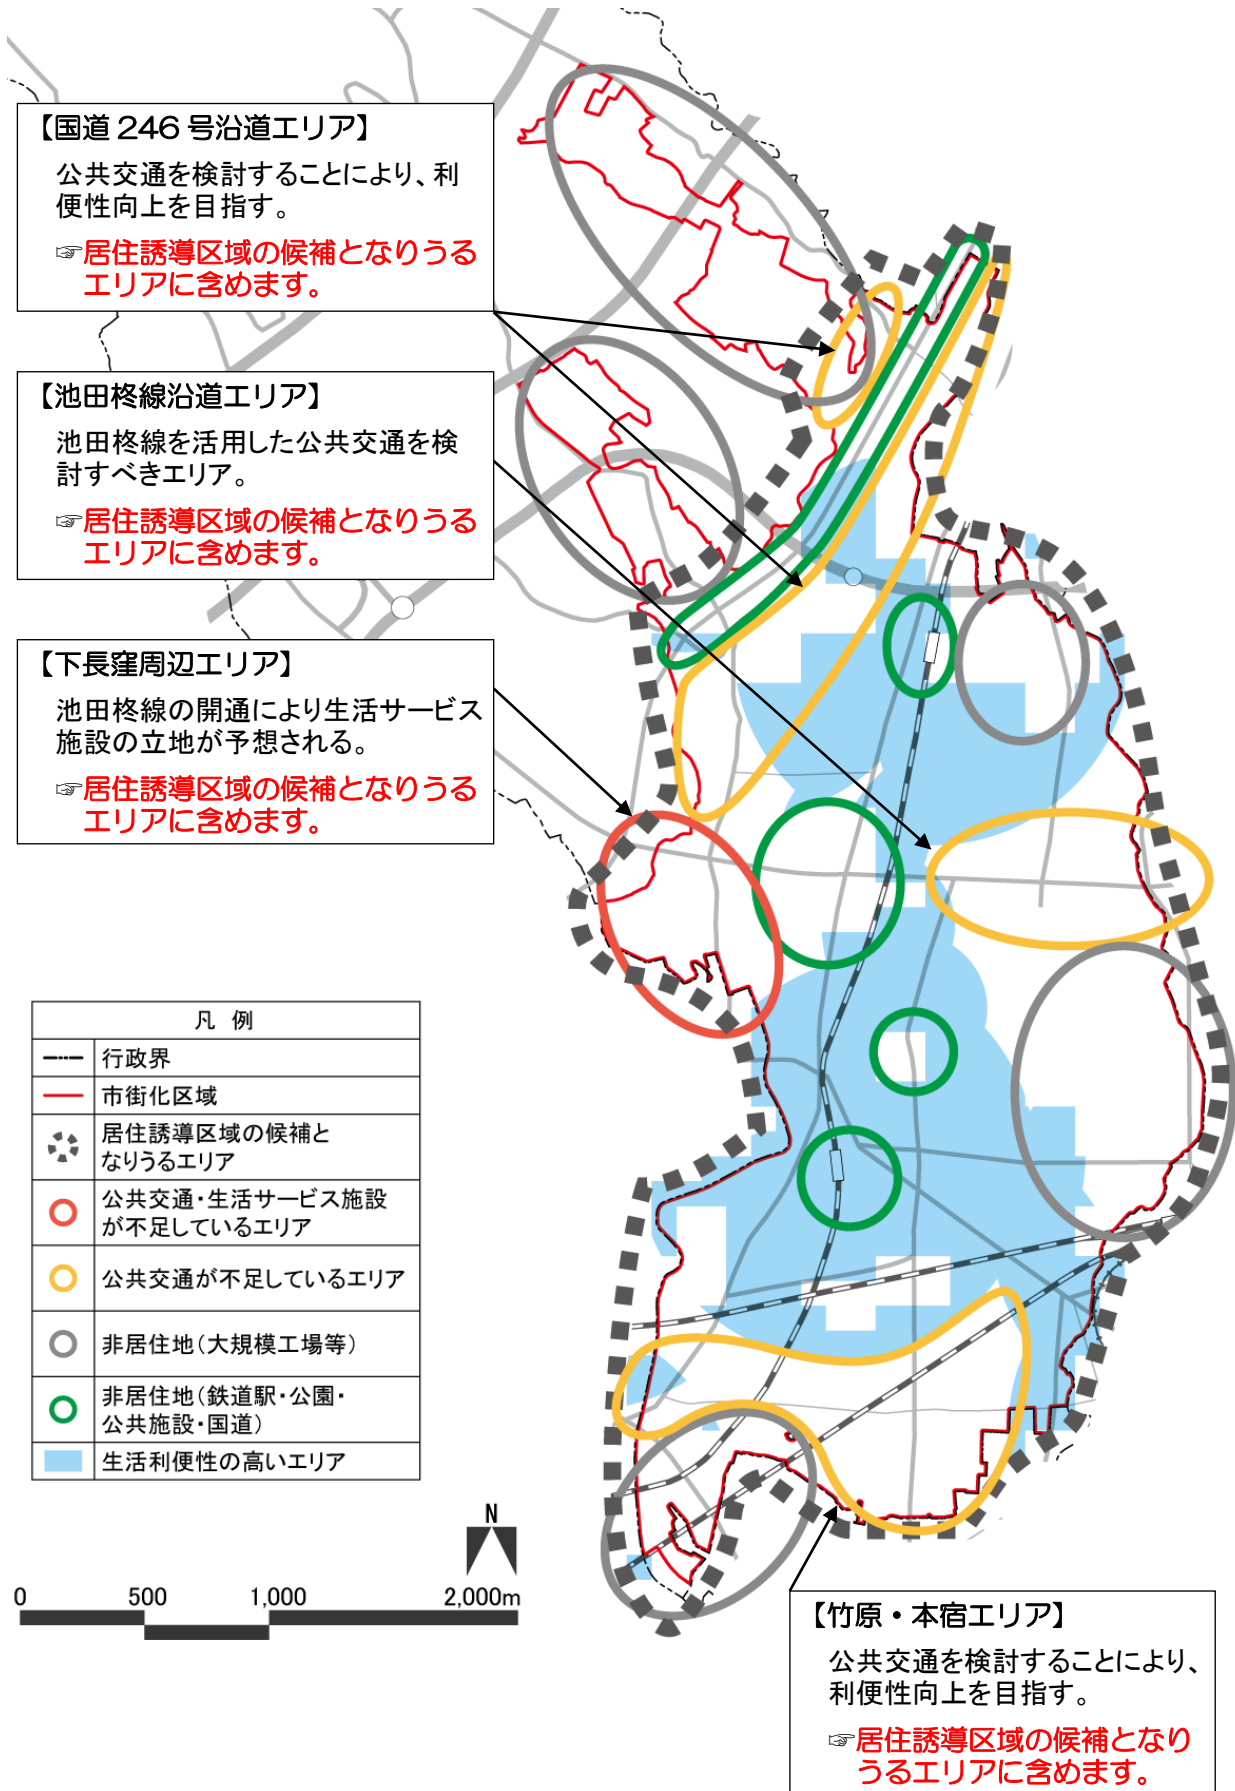 【国道 246 号沿道エリア】
公共交通を検討することにより、利
便性向上を目指す。
☞居住誘導区域の候補となりうる
エリアに含めます。
【池田柊線沿道エリア】
池田柊線を活用した公共交通を検
討すべきエリア。
☞居住誘導区域の候補となりうる
エリアに含めます。
【下長窪周辺エリア】
池田柊線の開通により生活サービス
施設の立地が予想される。
☞居住誘導区域の候補となりうる
エリアに含めます。
凡 例
行政界
市街化区域
居住誘導区域の候補と
なりうるエリア
公共交通・生活サービス施設
が不足しているエリア
公共交通が不足しているエリア
非居住地(大規模工場等)
非居住地(鉄道駅・公園・
公共施設・国道)
生活利便性の高いエリア
N
0 500 1,000 2,000m
【竹原・本宿エリア】
公共交通を検討することにより、
利便性向上を目指す。
☞居住誘導区域の候補となり
うるエリアに含めます。